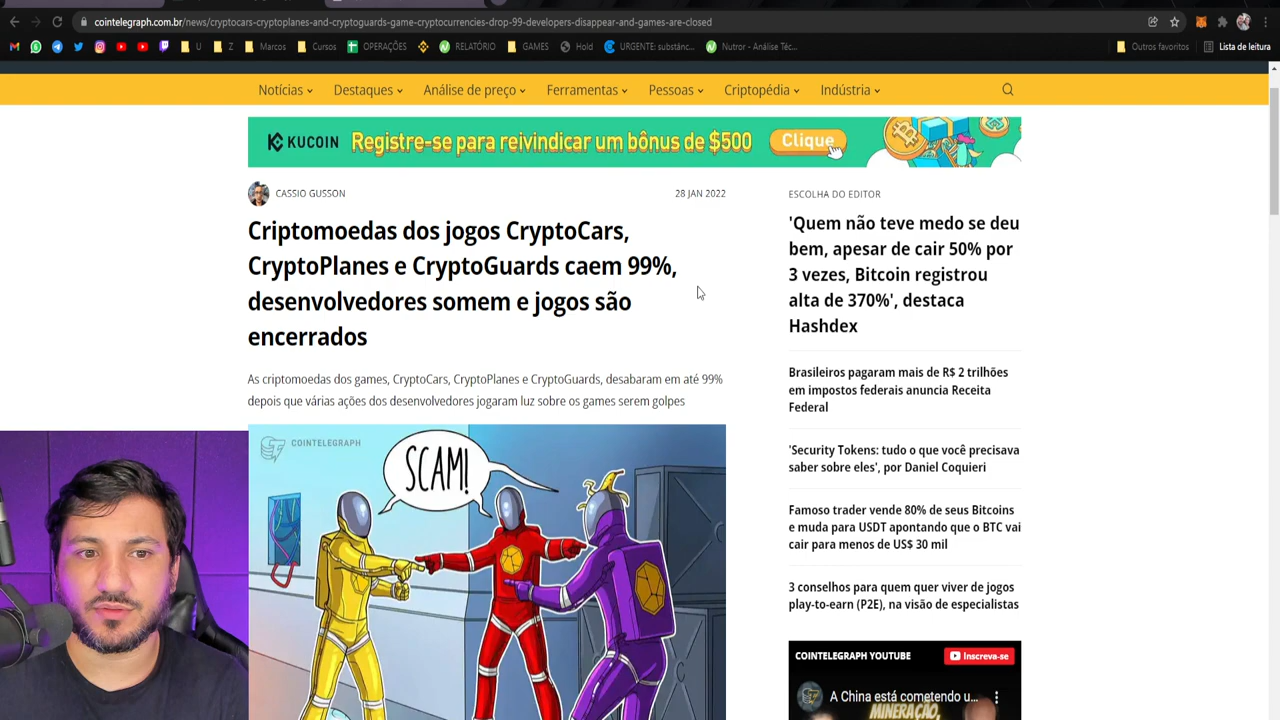 cointelegraph.com.br/news/cryptocars-cryptoplanes-and-cryptoguards-game-cryptocurrencies-drop-99-developers-disappear-and-games-are-closed
U
Z
Marcos
Cursos
OPERAÇÕES
RELATÓRIO
GAMES
Hold
URGENTE: substânc...
Nutror - Análise Téc...
Outros favoritos
Lista de leitura
Notícias
Destaques
Análise de preço
Ferramentas
Pessoas
Criptopédia
Indústria
KUCOIN Registre-se para reivindicar um bônus de $500 Clique
CASSIO GUSSON
28 JAN 2022
Criptomoedas dos jogos CryptoCars,
CryptoPlanes e CryptoGuards caem 99%,
desenvolvedores somem e jogos são
encerrados
As criptomoedas dos games, CryptoCars, CryptoPlanes e CryptoGuards, desabaram em até 99%
depois que várias ações dos desenvolvedores jogaram luz sobre os games serem golpes
COINTELEGRAPH
SCAM!
ESCOLHA DO EDITOR
'Quem não teve medo se deu
bem, apesar de cair 50% por
3 vezes, Bitcoin registrou
alta de 370%', destaca
Hashdex
Brasileiros pagaram mais de R$ 2 trilhões
em impostos federais anuncia Receita
Federal
'Security Tokens: tudo o que você precisava
saber sobre eles', por Daniel Coquieri
Famoso trader vende 80% de seus Bitcoins
e muda para USDT apontando que o BTC vai
cair para menos de US$ 30 mil
3 conselhos para quem quer viver de jogos
play-to-earn (P2E), na visão de especialistas
COINTELEGRAPH YOUTUBE
Inscreva-se
A China está cometendo u...
MINERAÇÃO,